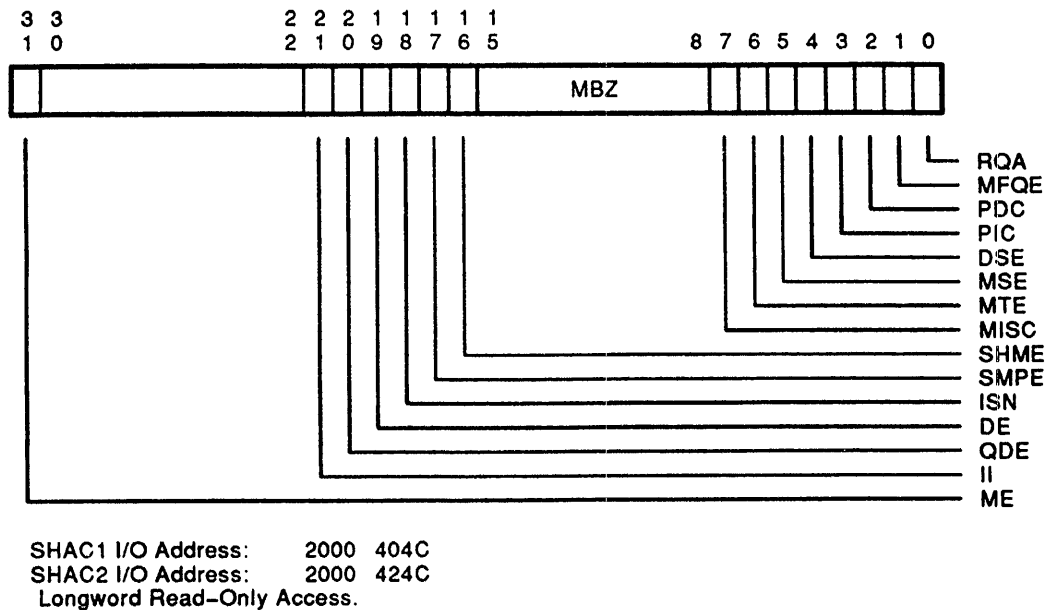 3 3 2 2 2 1 1 1 1 1
1 0 2 1 0 9 8 7 6 5 8 7 6 5 4 3 2 1 0
MBZ
RQA
MFQE
PDC
PIC
DSE
MSE
MTE
MISC
SHME
SMPE
ISN
DE
QDE
II
ME
SHAC1 I/O Address: 2000 404C
SHAC2 I/O Address: 2000 424C
Longword Read-Only Access.